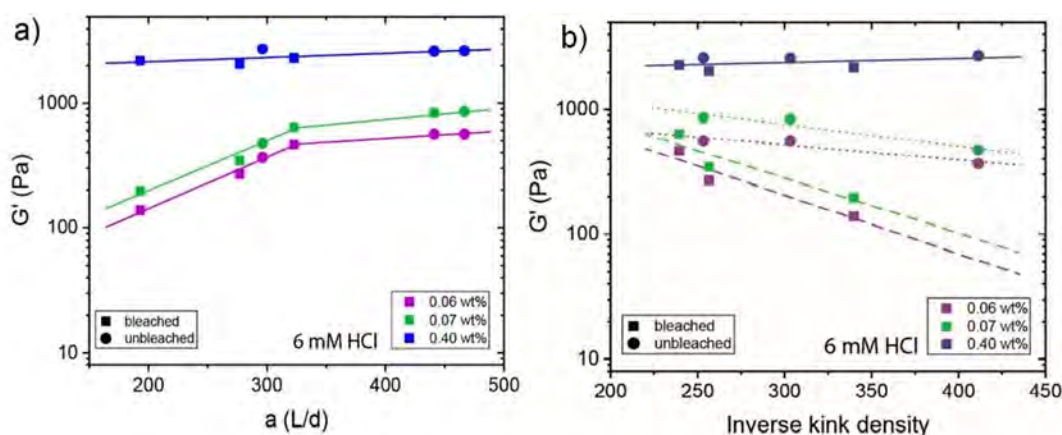 a)
1000
100
10
G' (Pa)
bleached
unbleached
6 mM HCl
0.06 wt%
0.07 wt%
0.40 wt%
200 300 400 500
a (L/d)
b)
1000
100
10
G' (Pa)
bleached
unbleached
6 mM HCl
0.06 wt%
0.07 wt%
0.40 wt%
200 250 300 350 400 450
Inverse kink density